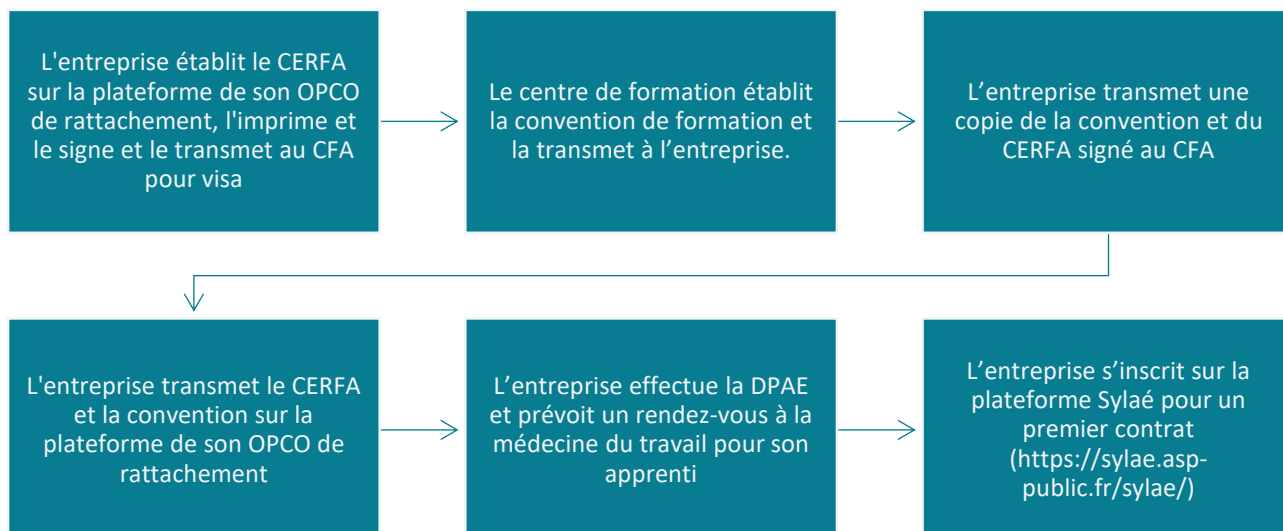 L'entreprise établit le CERFA
sur la plateforme de son OPCO
de rattachement, l'imprime et
le signe et le transmet au CFA
pour visa
Le centre de formation établit
la convention de formation et
la transmet à l’entreprise.
L’entreprise transmet une
copie de la convention et du
CERFA signé au CFA
L'entreprise transmet le CERFA
et la convention sur la
plateforme de son OPCO de
rattachement
L’entreprise effectue la DPAE
et prévoit un rendez-vous à la
médecine du travail pour son
apprenti
L’entreprise s’inscrit sur la
plateforme Sylaé pour un
premier contrat
(https://sylae.asp-
public.fr/sylae/)